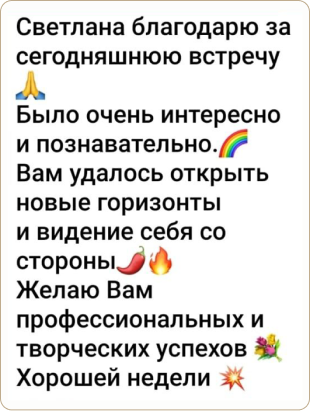 Светлана благодарю за
сегодняшнюю встречу
🙏
Было очень интересно
и познавательно.🌈
Вам удалось открыть
новые горизонты
и видение себя со
стороны🌶️🔥
Желаю Вам
профессиональных и
творческих успехов 💐
Хорошей недели 💥